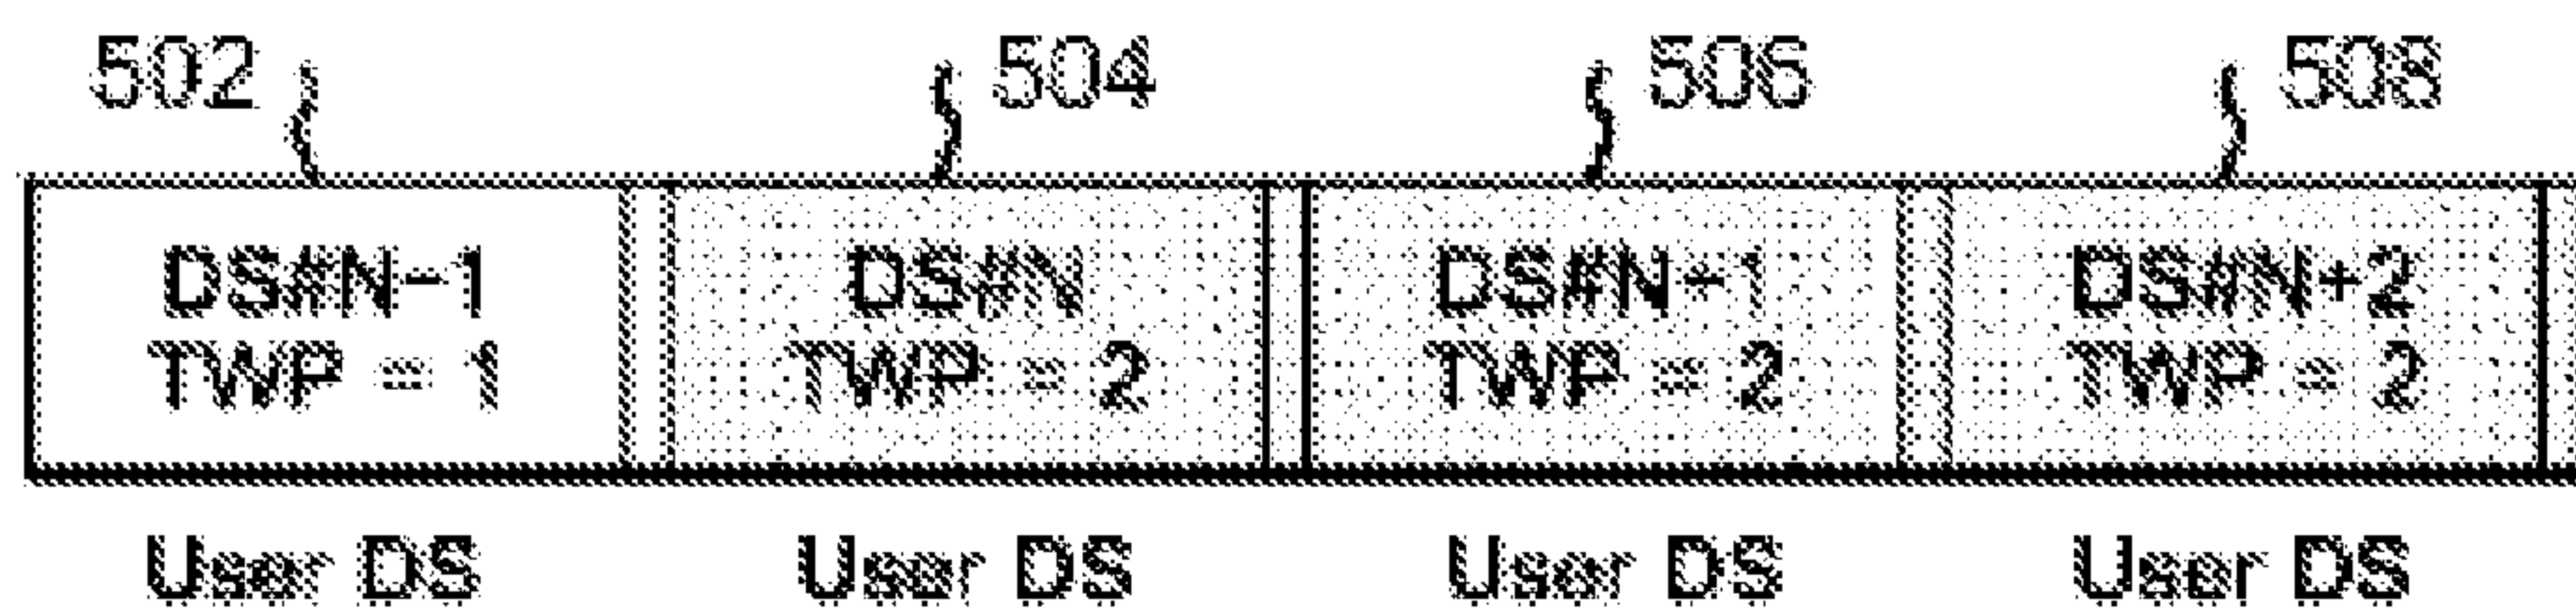 502 504 506 508
DS#N-1 DS#N DS#N+1 DS#N+2
TWP = 1 TWP = 2 TWP = 2 TWP = 2
User DS User DS User DS User DS